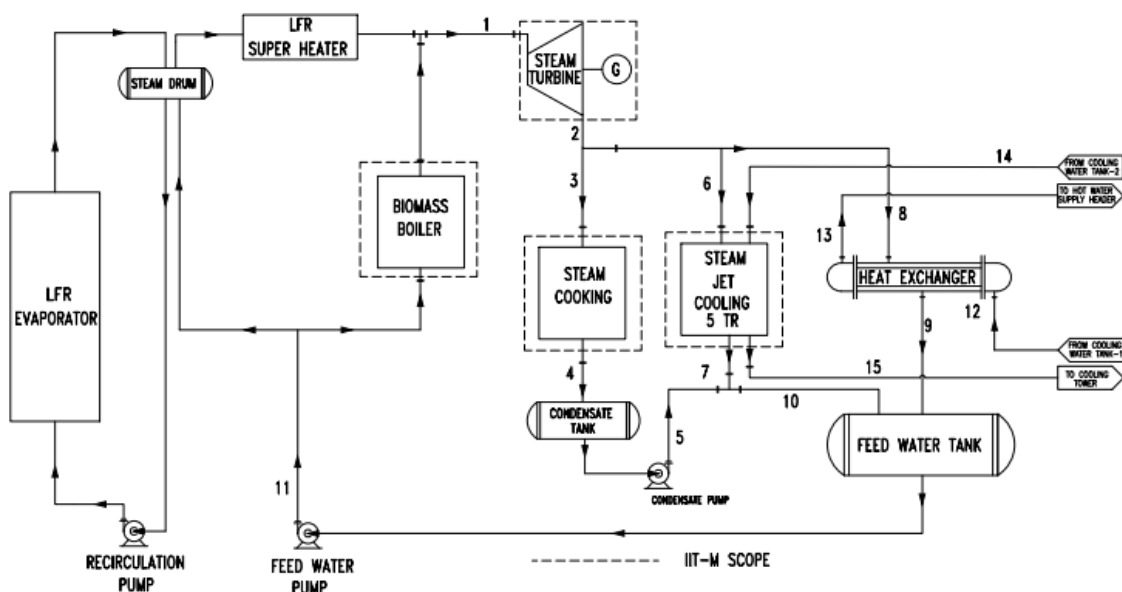 LFR
SUPER HEATER
1
STEAM DRUM
STEAM
TURBINE
G
2
14
FROM COOLING
WATER TANK-2
3
6
TO HOT WATER
SUPPLY HEADER
8
13
BIOMASS
BOILER
LFR
EVAPORATOR
STEAM
COOKING
STEAM
JET
COOLING
5 TR
HEAT EXCHANGER
12
9
FROM COOLING
WATER TANK-1
4
7
15
TO COOLING
TOWER
10
CONDENSATE
TANK
5
FEED WATER TANK
CONDENSATE PUMP
11
RECIRCULATION
PUMP
FEED WATER
PUMP
IIT-M SCOPE